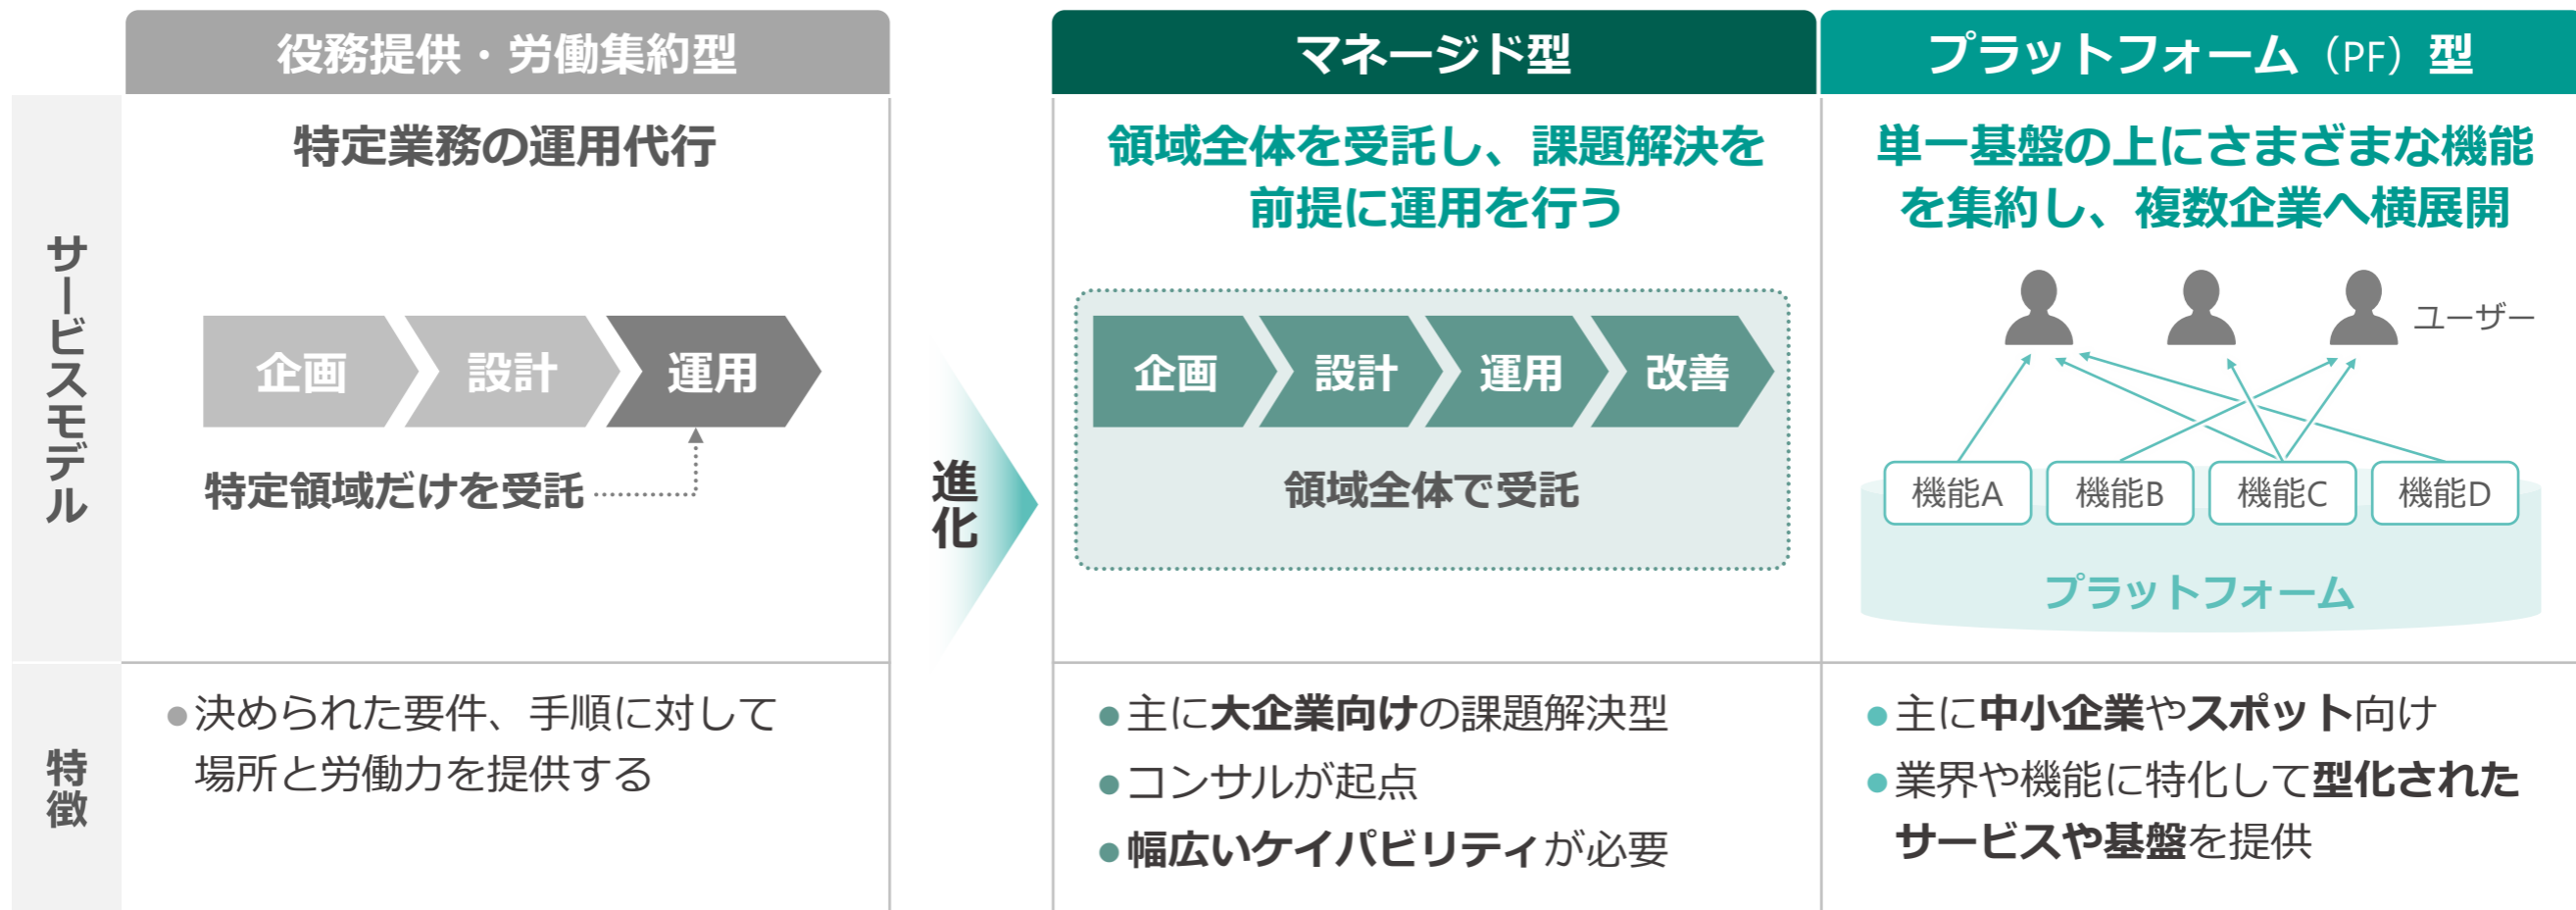 役務提供・労働集約型
マネージド型
プラットフォーム（PF）型
サービスモデル
特定業務の運用代行
企画
設計
運用
特定領域だけを受託
進化
領域全体を受託し、課題解決を
前提に運用を行う
企画
設計
運用
改善
領域全体で受託
単一基盤の上にさまざまな機能
を集約し、複数企業へ横展開
ユーザー
機能A
機能B
機能C
機能D
プラットフォーム
特徴
●決められた要件、手順に対して
場所と労働力を提供する
●主に大企業向けの課題解決型
●コンサルが起点
●幅広いケイパビリティが必要
●主に中小企業やスポット向け
●業界や機能に特化して型化された
サービスや基盤を提供